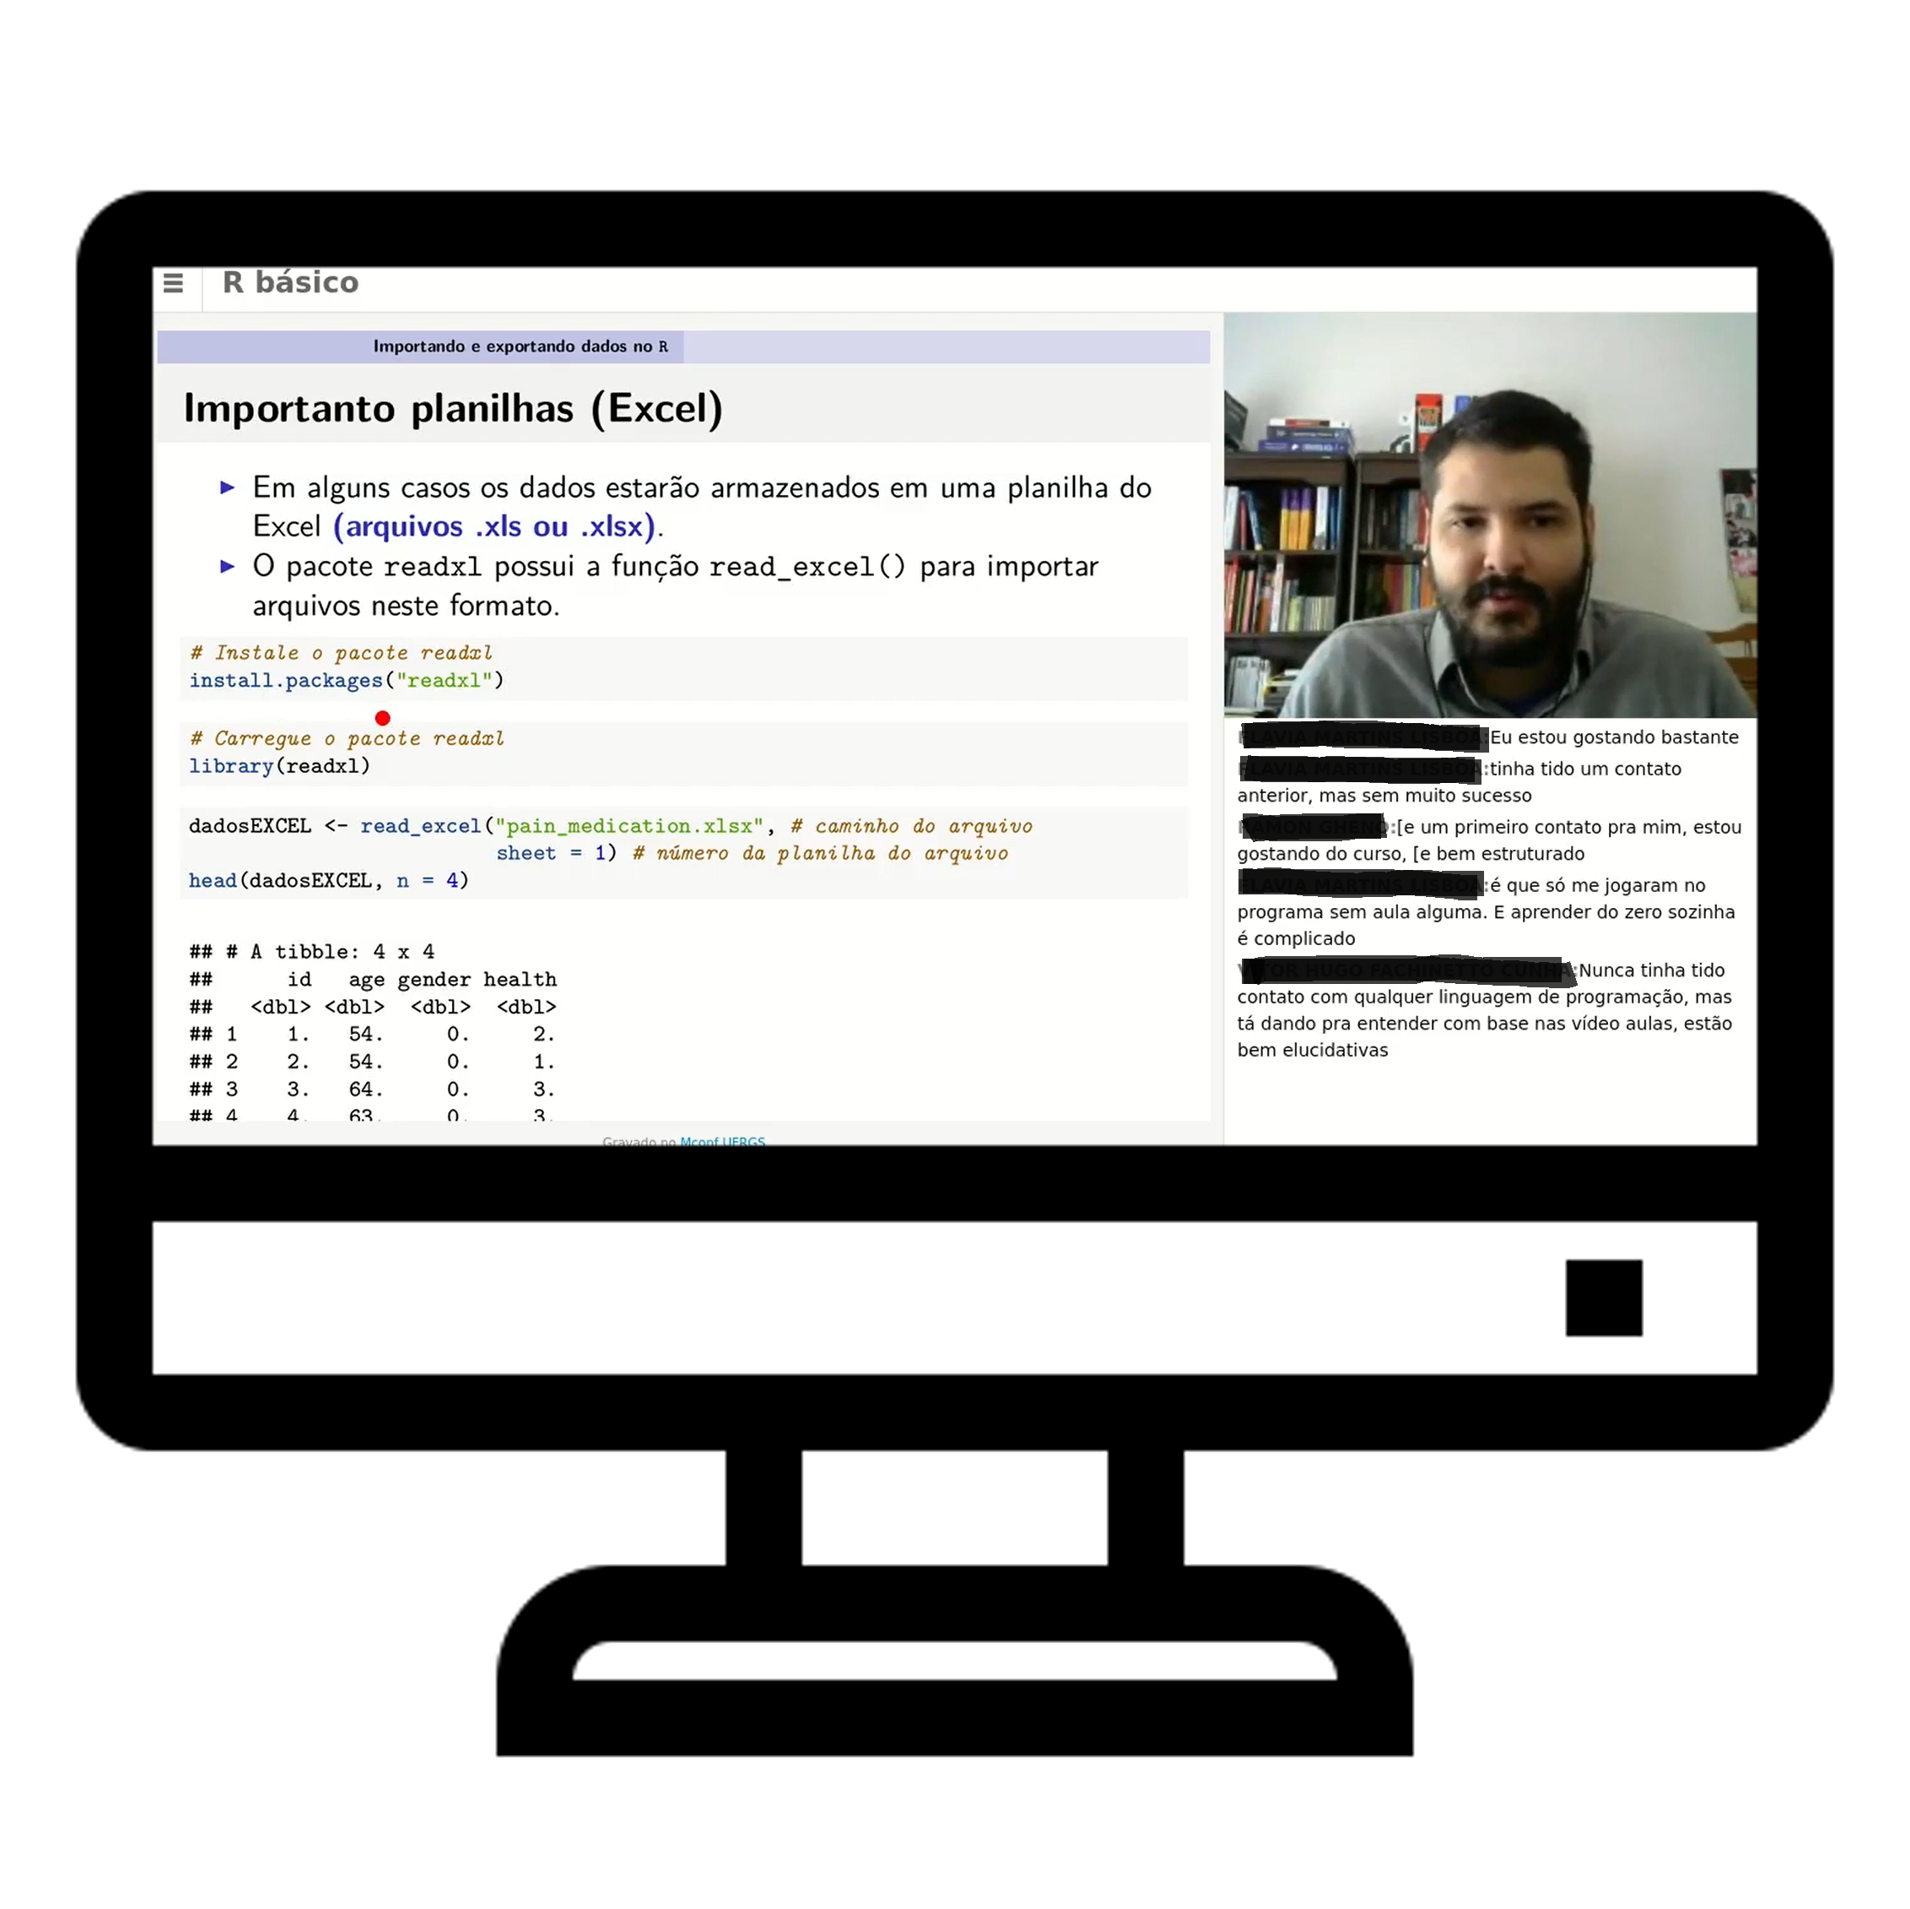 R básico
Importando e exportando dados no R
Importanto planilhas (Excel)
Em alguns casos os dados estarão armazenados em uma planilha do
Excel (arquivos .xls ou .xlsx).
O pacote readxl possui a função read_excel() para importar
arquivos neste formato.
# Instale o pacote readxl
install.packages("readxl")
# Carregue o pacote readxl
library(readxl)
dadosEXCEL <- read_excel("pain_medication.xlsx", # caminho do arquivo
sheet = 1) # número da planilha do arquivo
head(dadosEXCEL, n = 4)
## # A tibble: 4 x 4
## id age gender health
## <dbl> <dbl> <dbl> <dbl>
## 1 1. 54. 0. 2.
## 2 2. 54. 0. 1.
## 3 3. 64. 0. 3.
## 4 4. 63. 0. 3.
Gravado no Mconf UFRGS
:Eu estou gostando bastante
:tinha tido um contato
anterior, mas sem muito sucesso
:[e um primeiro contato pra mim, estou
gostando do curso, [e bem estruturado
:é que só me jogaram no
programa sem aula alguma. E aprender do zero sozinha
é complicado
:Nunca tinha tido
contato com qualquer linguagem de programação, mas
tá dando pra entender com base nas vídeo aulas, estão
bem elucidativas